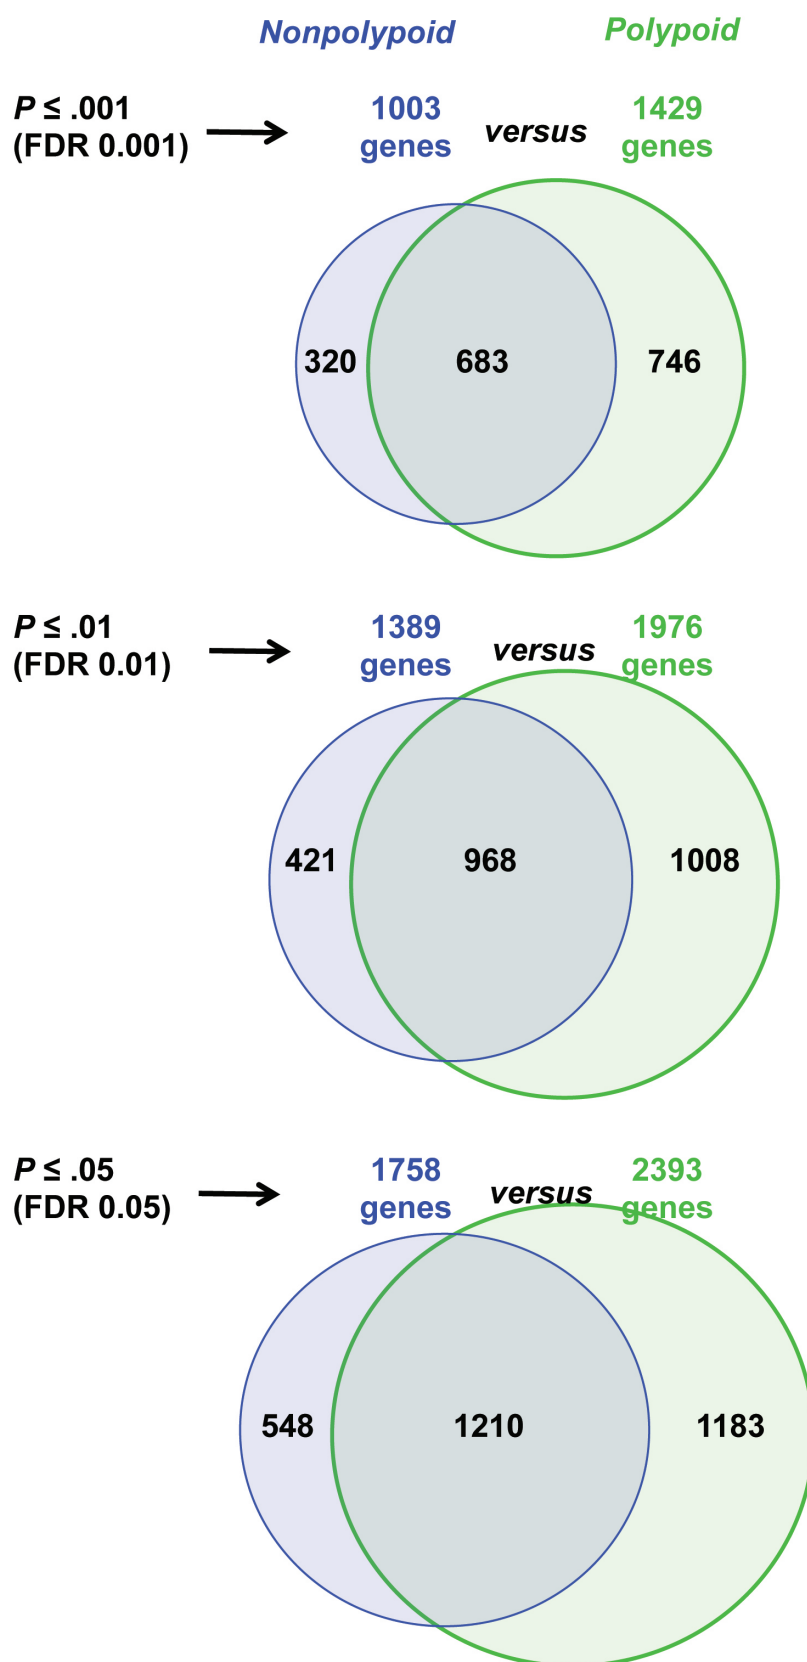 Nonpolypoid Polypoid
P ≤ .001
(FDR 0.001)
1003
genes
versus
1429
genes
320 683 746
P ≤ .01
(FDR 0.01)
1389
genes
versus
1976
genes
421 968 1008
P ≤ .05
(FDR 0.05)
1758
genes
versus
2393
genes
548 1210 1183